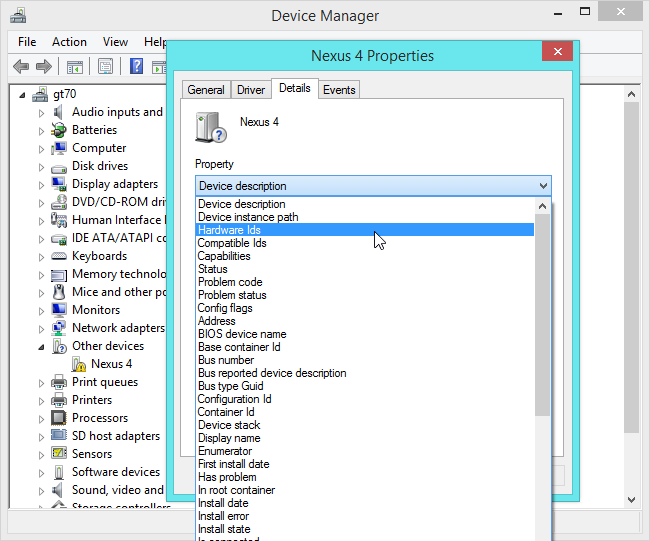 Device Manager
File Action View Help
Nexus 4 Properties
General Driver Details Events
Nexus 4
Property
Device description
Device description
Device instance path
Hardware Ids
Compatible Ids
Capabilities
Status
Problem code
Problem status
Config flags
Address
BIOS device name
Base container Id
Bus number
Bus reported device description
Bus type Guid
Configuration Id
Container Id
Device stack
Display name
Enumerator
First install date
Has problem
In root container
Install date
Install error
Install state
gt70
Audio inputs and
Batteries
Computer
Disk drives
Display adapters
DVD/CD-ROM dri
Human Interface
IDE ATA/ATAPI co
Keyboards
Memory technolo
Mice and other po
Monitors
Network adapters
Other devices
Nexus 4
Print queues
Printers
Processors
SD host adapters
Sensors
Software devices
Sound, video and
Storage controllers